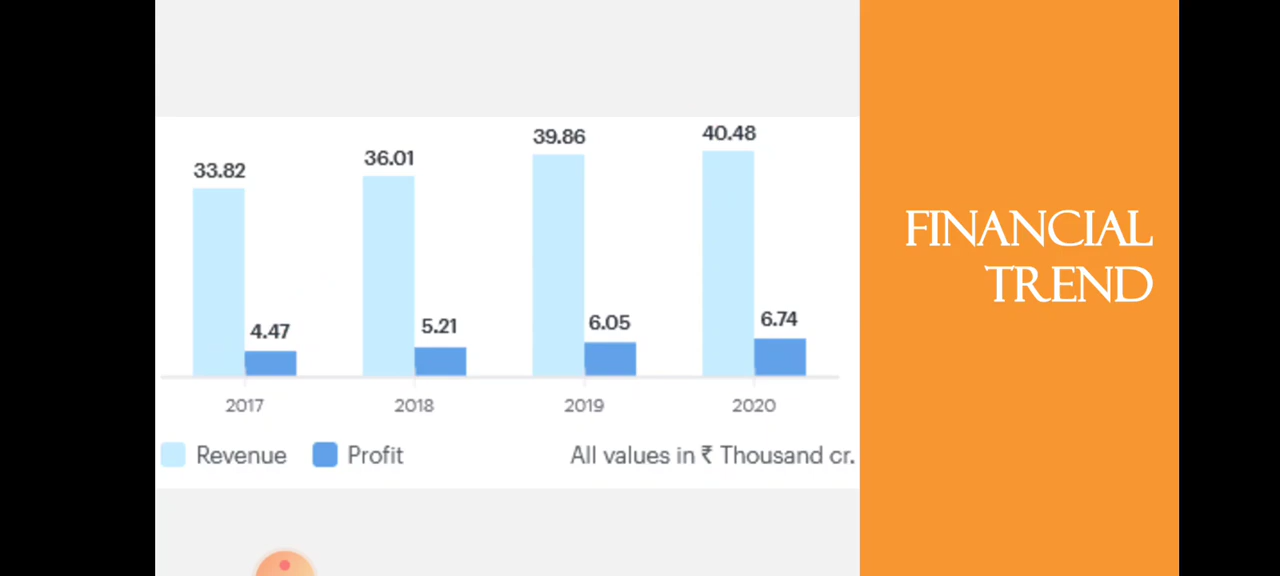 39.86
40.48
36.01
33.82
FINANCIAL
TREND
6.74
6.05
5.21
4.47
2017
2018
2019
2020
Revenue
Profit
All values in ₹ Thousand cr.